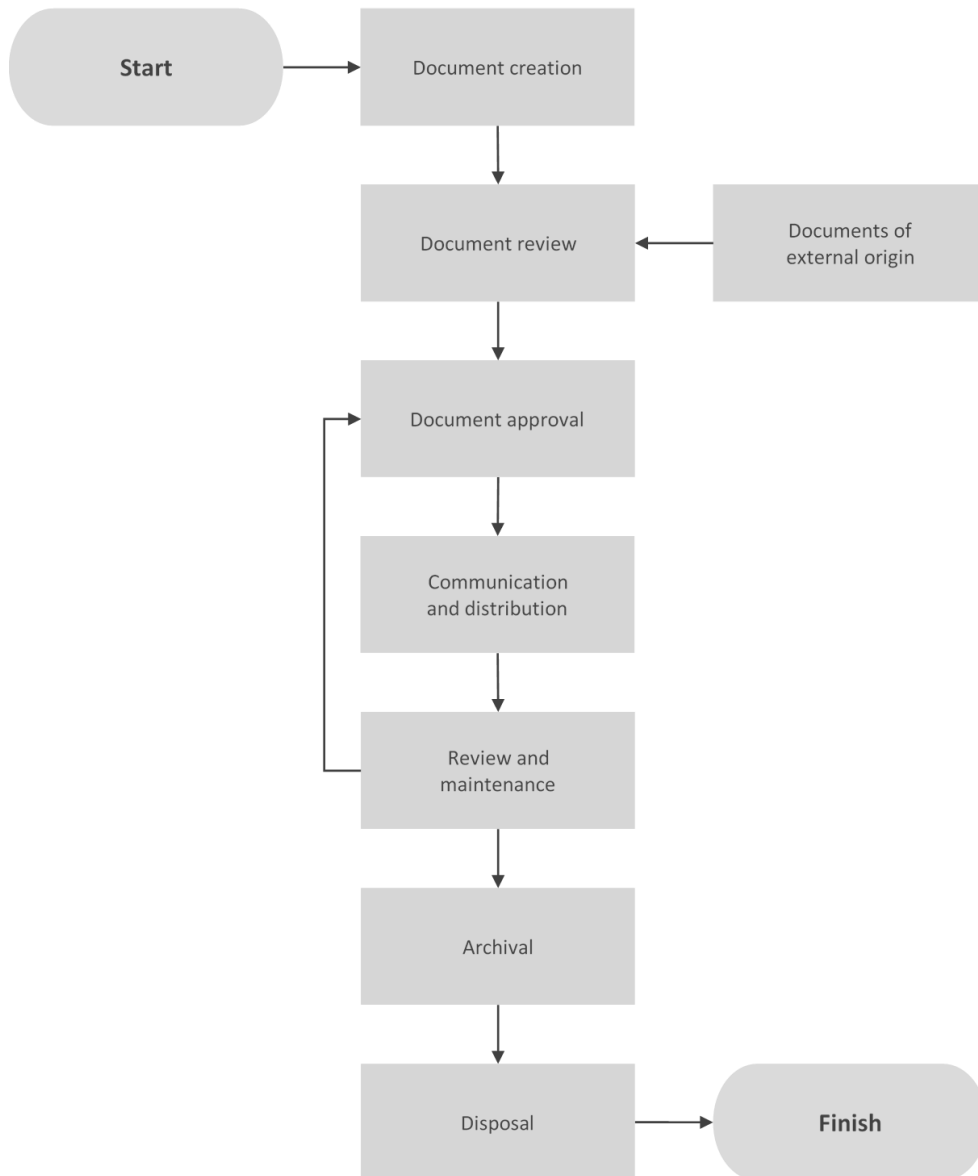 Start
Document creation
Document review
Documents of
external origin
Document approval
Communication
and distribution
Review and
maintenance
Archival
Disposal
Finish